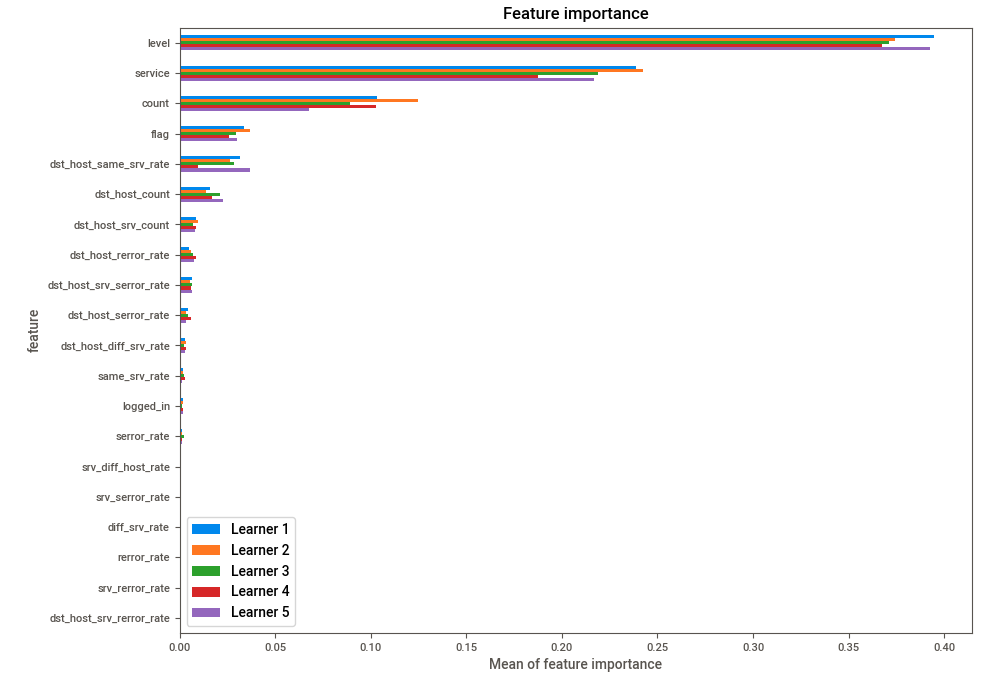 Feature importance
level
service
count
flag
dst_host_same_srv_rate
dst_host_count
dst_host_srv_count
dst_host_rerror_rate
dst_host_srv_serror_rate
dst_host_serror_rate
dst_host_diff_srv_rate
same_srv_rate
logged_in
serror_rate
srv_diff_host_rate
srv_serror_rate
diff_srv_rate
rerror_rate
srv_rerror_rate
dst_host_srv_rerror_rate
feature
Learner 1
Learner 2
Learner 3
Learner 4
Learner 5
0.00 0.05 0.10 0.15 0.20 0.25 0.30 0.35 0.40
Mean of feature importance